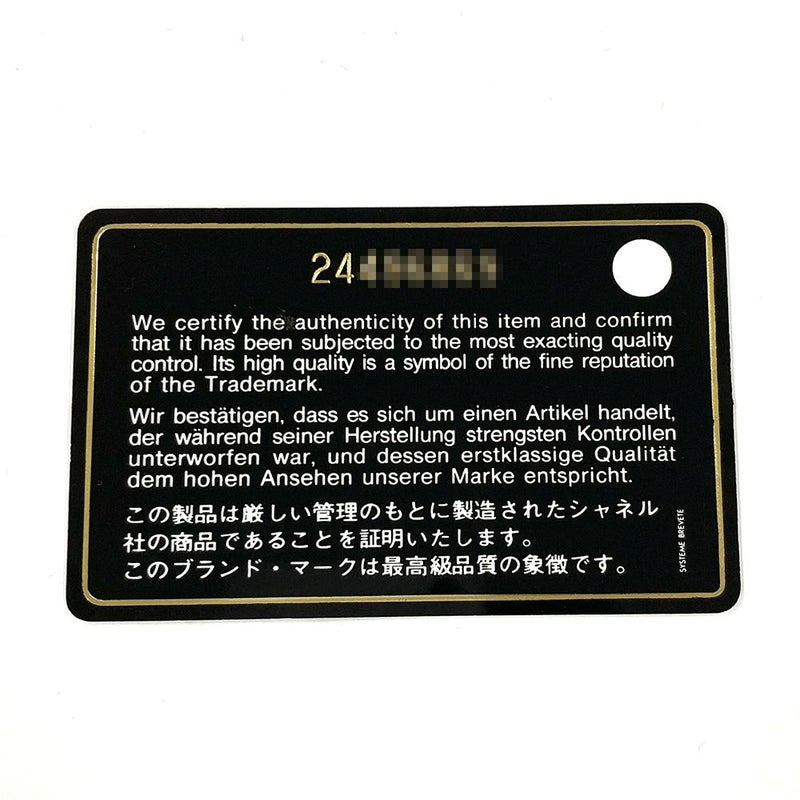 24
We certify the authenticity of this item and confirm
that it has been subjected to the most exacting quality
control. Its high quality is a symbol of the fine reputation
of the Trademark.
Wir bestätigen, dass es sich um einen Artikel handelt,
der während seiner Herstellung strengsten Kontrollen
unterworfen war, und dessen erstklassige Qualität
dem hohen Ansehen unserer Marke entspricht.
この製品は厳しい管理のもとに製造されたシャネル
社の商品であることを証明いたします。
このブランド・マークは最高級品質の象徴です。
SYSTEME BREVETE